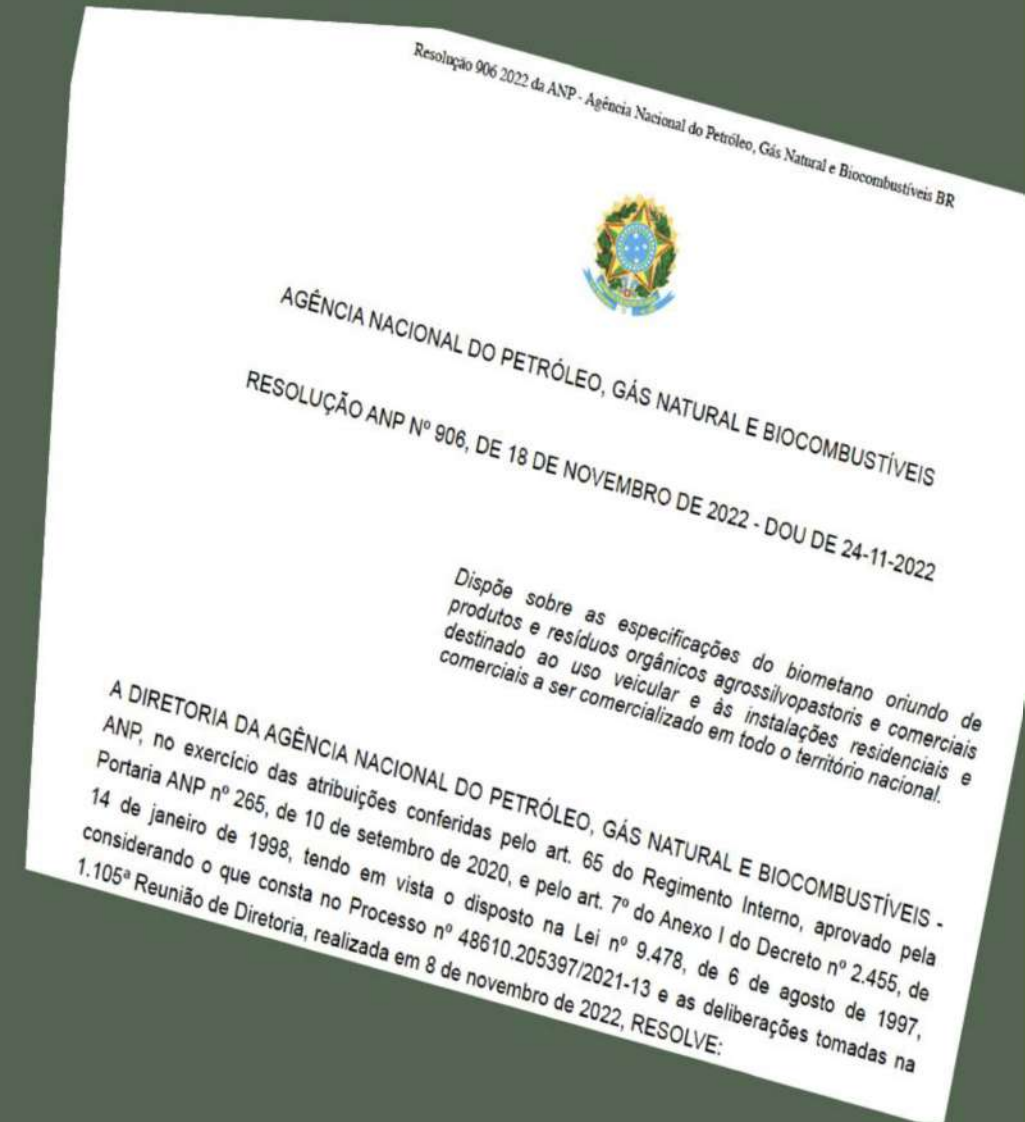 Resolução 906 2022 da ANP - Agência Nacional do Petróleo, Gás Natural e Biocombustíveis BR
AGÊNCIA NACIONAL DO PETRÓLEO, GÁS NATURAL E BIOCOMBUSTÍVEIS
RESOLUÇÃO ANP Nº 906, DE 18 DE NOVEMBRO DE 2022 - DOU DE 24-11-2022
Dispõe sobre as especificações do biometano oriundo de
produtos e resíduos orgânicos agrossilvopastoris e comerciais
destinado ao uso veicular e às instalações residenciais e
comerciais a ser comercializado em todo o território nacional.
A DIRETORIA DA AGÊNCIA NACIONAL DO PETRÓLEO, GÁS NATURAL E BIOCOMBUSTÍVEIS -
ANP, no exercício das atribuições conferidas pelo art. 65 do Regimento Interno, aprovado pela
Portaria ANP nº 265, de 10 de setembro de 2020, e pelo art. 7º do Anexo I do Decreto nº 2.455, de
14 de janeiro de 1998, tendo em vista o disposto na Lei nº 9.478, de 6 de agosto de 1997,
considerando o que consta no Processo nº 48610.205397/2021-13 e as deliberações tomadas na
1.105ª Reunião de Diretoria, realizada em 8 de novembro de 2022, RESOLVE: